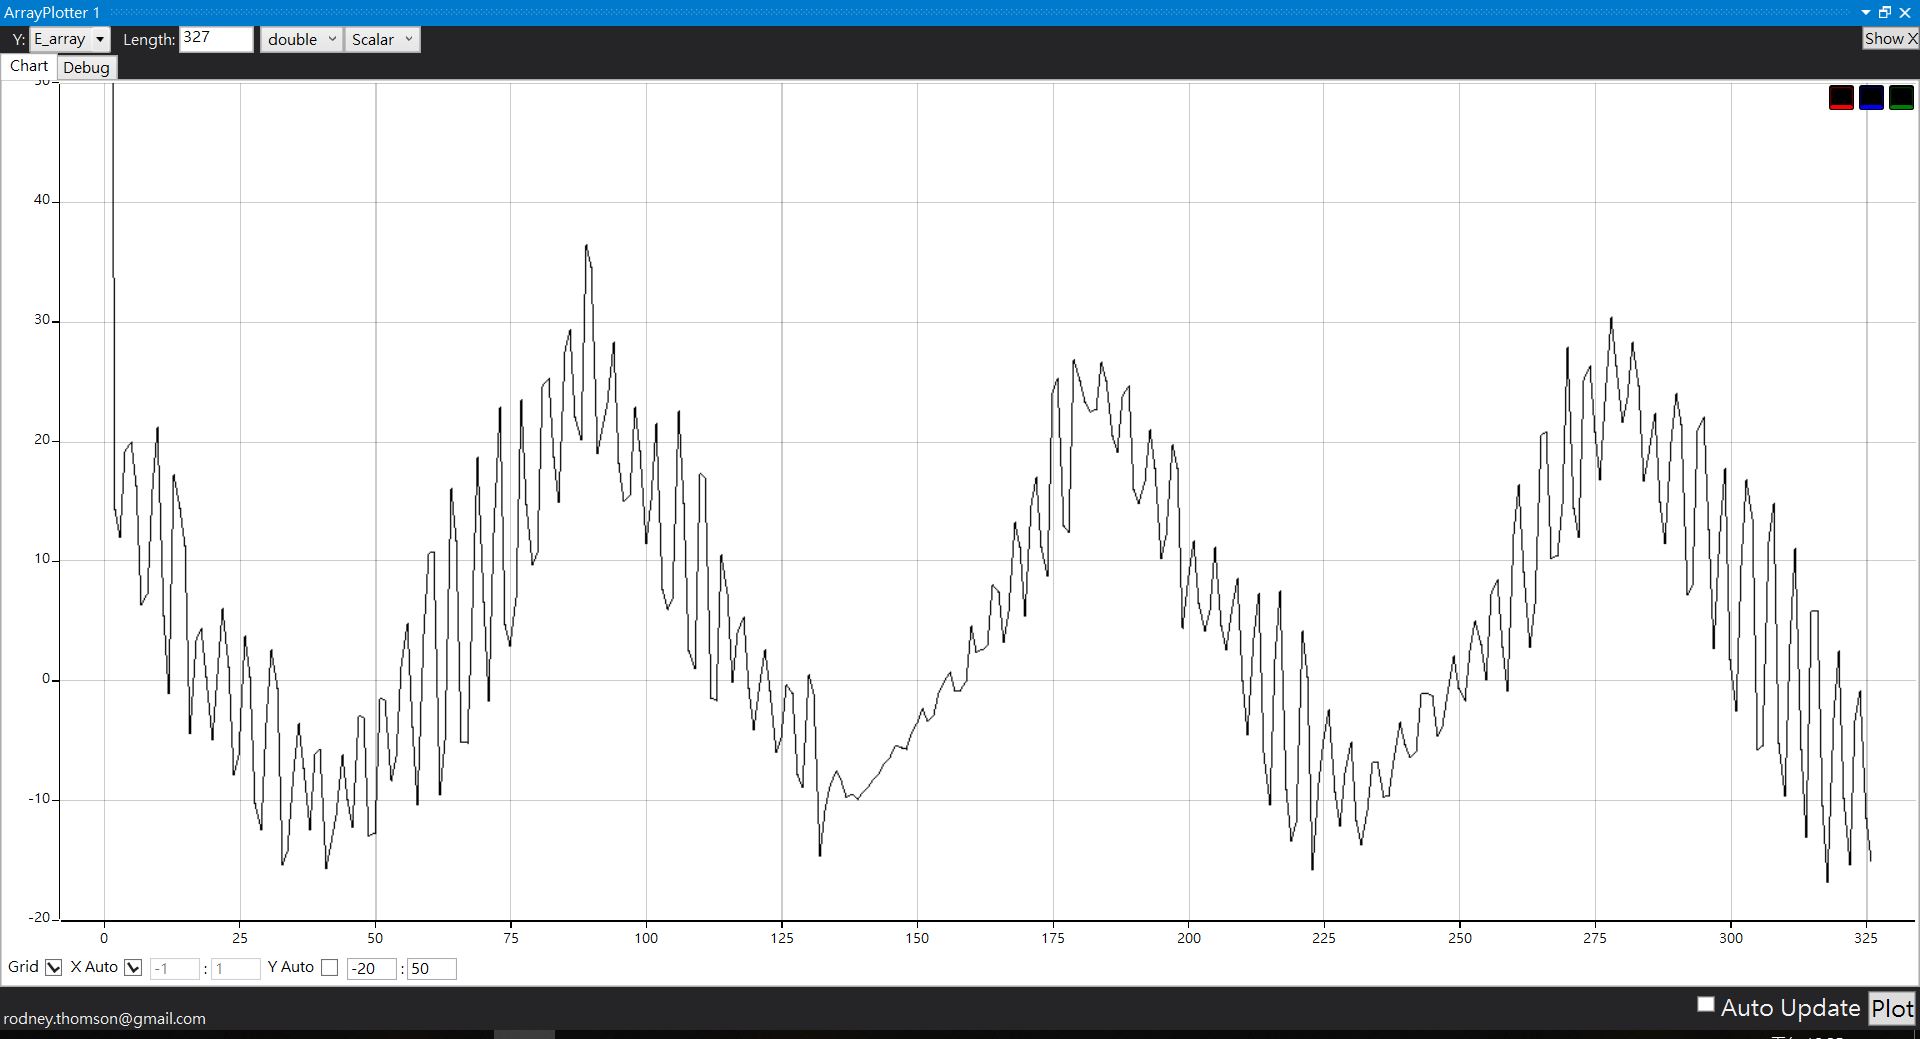 ArrayPlotter 1
Y: E_array Length: 327 double Scalar Show X
Chart Debug
50
40
30
20
10
0
-10
-20
0 25 50 75 100 125 150 175 200 225 250 275 300 325
Grid X Auto -1 : 1 Y Auto -20 : 50
Auto Update Plot
rodney.thomson@gmail.com